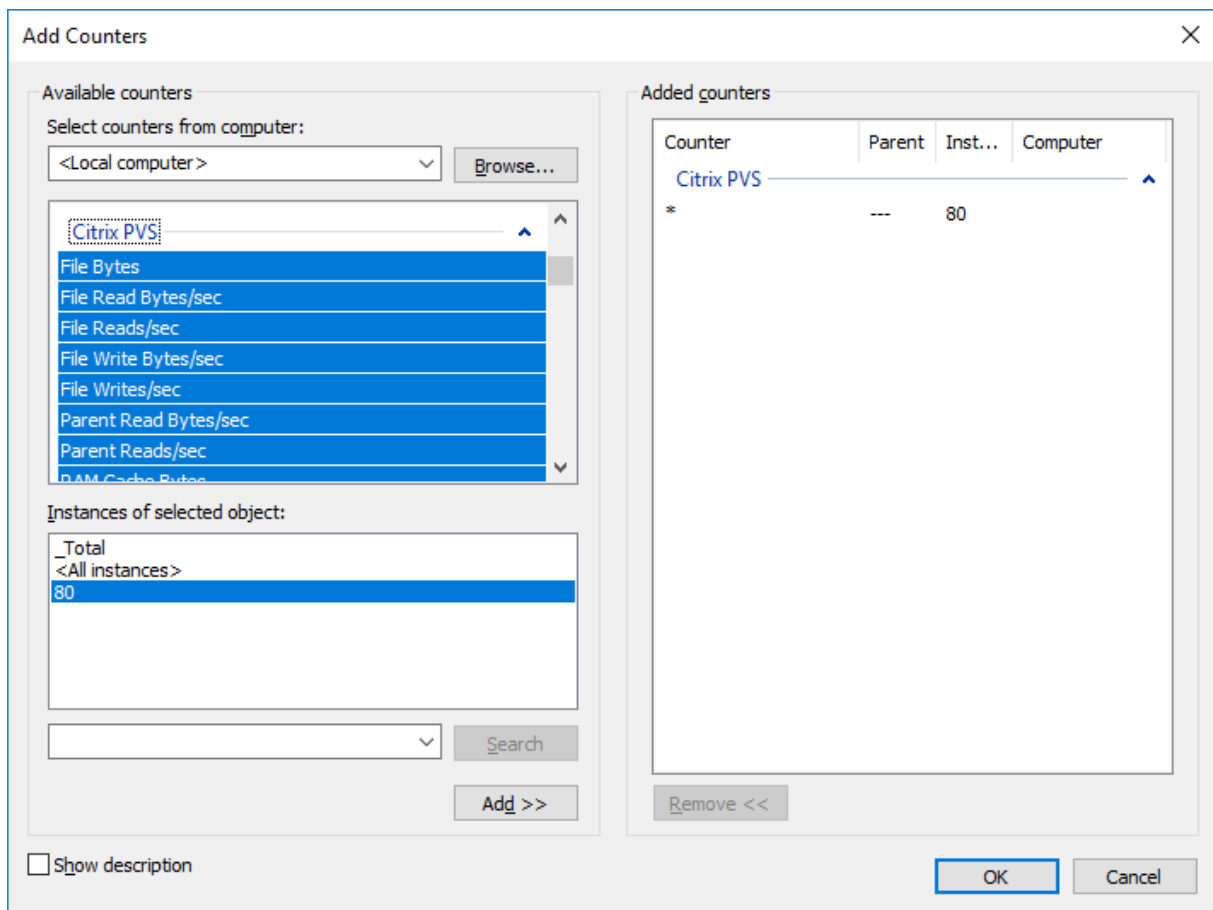 Add Counters
Available counters
Select counters from computer:
<Local computer>
Browse...
Citrix PVS
File Bytes
File Read Bytes/sec
File Reads/sec
File Write Bytes/sec
File Writes/sec
Parent Read Bytes/sec
Parent Reads/sec
RAM Cache Bytes
Instances of selected object:
_Total
<All instances>
80
Search
Add >>
Show description
Added counters
Counter Parent Inst... Computer
Citrix PVS
* --- 80
Remove <<
OK Cancel